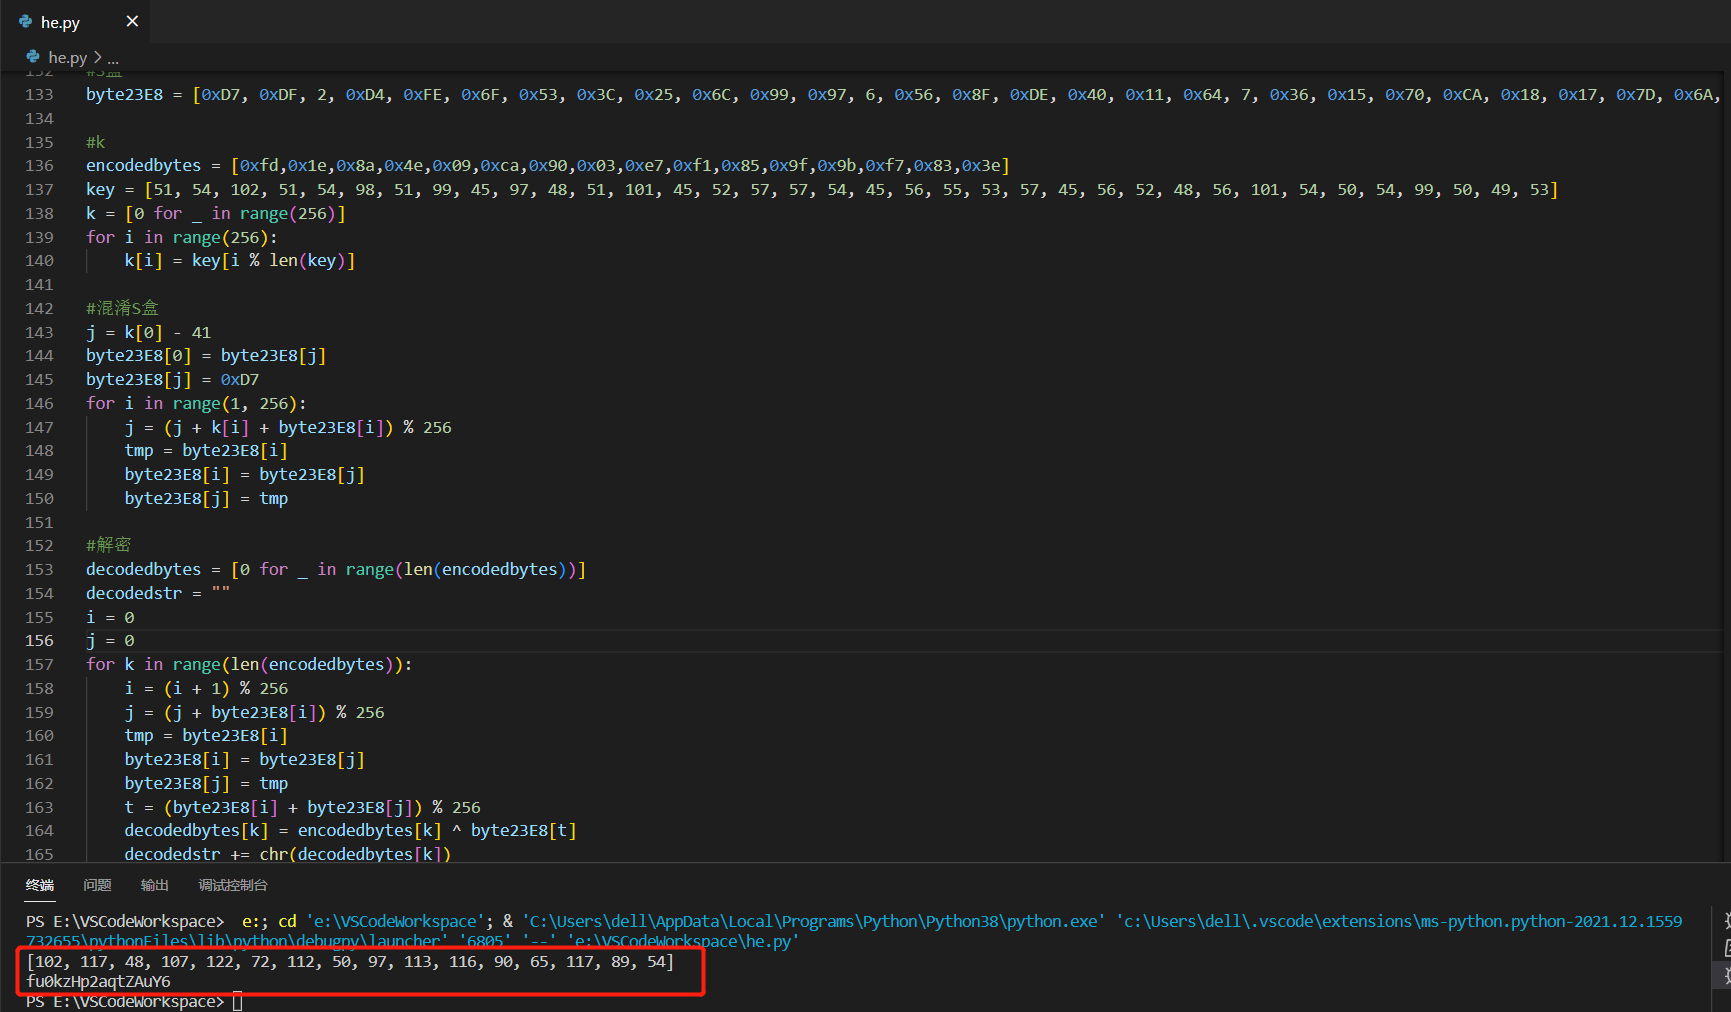 he.py
he.py > ...
132 #S盒
133 byte23E8 = [0xD7, 0xDF, 2, 0xD4, 0xFE, 0x6F, 0x53, 0x3C, 0x25, 0x6C, 0x99, 0x97, 6, 0x56, 0x8F, 0xDE, 0x40, 0x11, 0x64, 7, 0x36, 0x15, 0x70, 0xCA, 0x18, 0x17, 0x7D, 0x6A,
134
135 #k
136 encodedbytes = [0xfd,0x1e,0x8a,0x4e,0x09,0xca,0x90,0x03,0xe7,0xf1,0x85,0x9f,0x9b,0xf7,0x83,0x3e]
137 key = [51, 54, 102, 51, 54, 98, 51, 99, 45, 97, 48, 51, 101, 45, 52, 57, 57, 54, 45, 56, 55, 53, 57, 45, 56, 52, 48, 56, 101, 54, 50, 54, 99, 50, 49, 53]
138 k = [0 for _ in range(256)]
139 for i in range(256):
140 k[i] = key[i % len(key)]
141
142 #混淆S盒
143 j = k[0] - 41
144 byte23E8[0] = byte23E8[j]
145 byte23E8[j] = 0xD7
146 for i in range(1, 256):
147 j = (j + k[i] + byte23E8[i]) % 256
148 tmp = byte23E8[i]
149 byte23E8[i] = byte23E8[j]
150 byte23E8[j] = tmp
151
152 #解密
153 decodedbytes = [0 for _ in range(len(encodedbytes))]
154 decodedstr = ""
155 i = 0
156 j = 0
157 for k in range(len(encodedbytes)):
158 i = (i + 1) % 256
159 j = (j + byte23E8[i]) % 256
160 tmp = byte23E8[i]
161 byte23E8[i] = byte23E8[j]
162 byte23E8[j] = tmp
163 t = (byte23E8[i] + byte23E8[j]) % 256
164 decodedbytes[k] = encodedbytes[k] ^ byte23E8[t]
165 decodedstr += chr(decodedbytes[k])
终端 问题 输出 调试控制台
PS E:\VSCodeWorkspace> e:; cd 'e:\VSCodeWorkspace'; & 'C:\Users\dell\AppData\Local\Programs\Python\Python38\python.exe' 'c:\Users\dell\.vscode\extensions\ms-python.python-2021.12.1559
732655\pythonFiles\lib\python\debugpy\launcher' '6805' '--' 'e:\VSCodeWorkspace\he.py'
[102, 117, 48, 107, 122, 72, 112, 50, 97, 113, 116, 90, 65, 117, 89, 54]
fu0kzHp2aqtZAuY6
PS E:\VSCodeWorkspace>